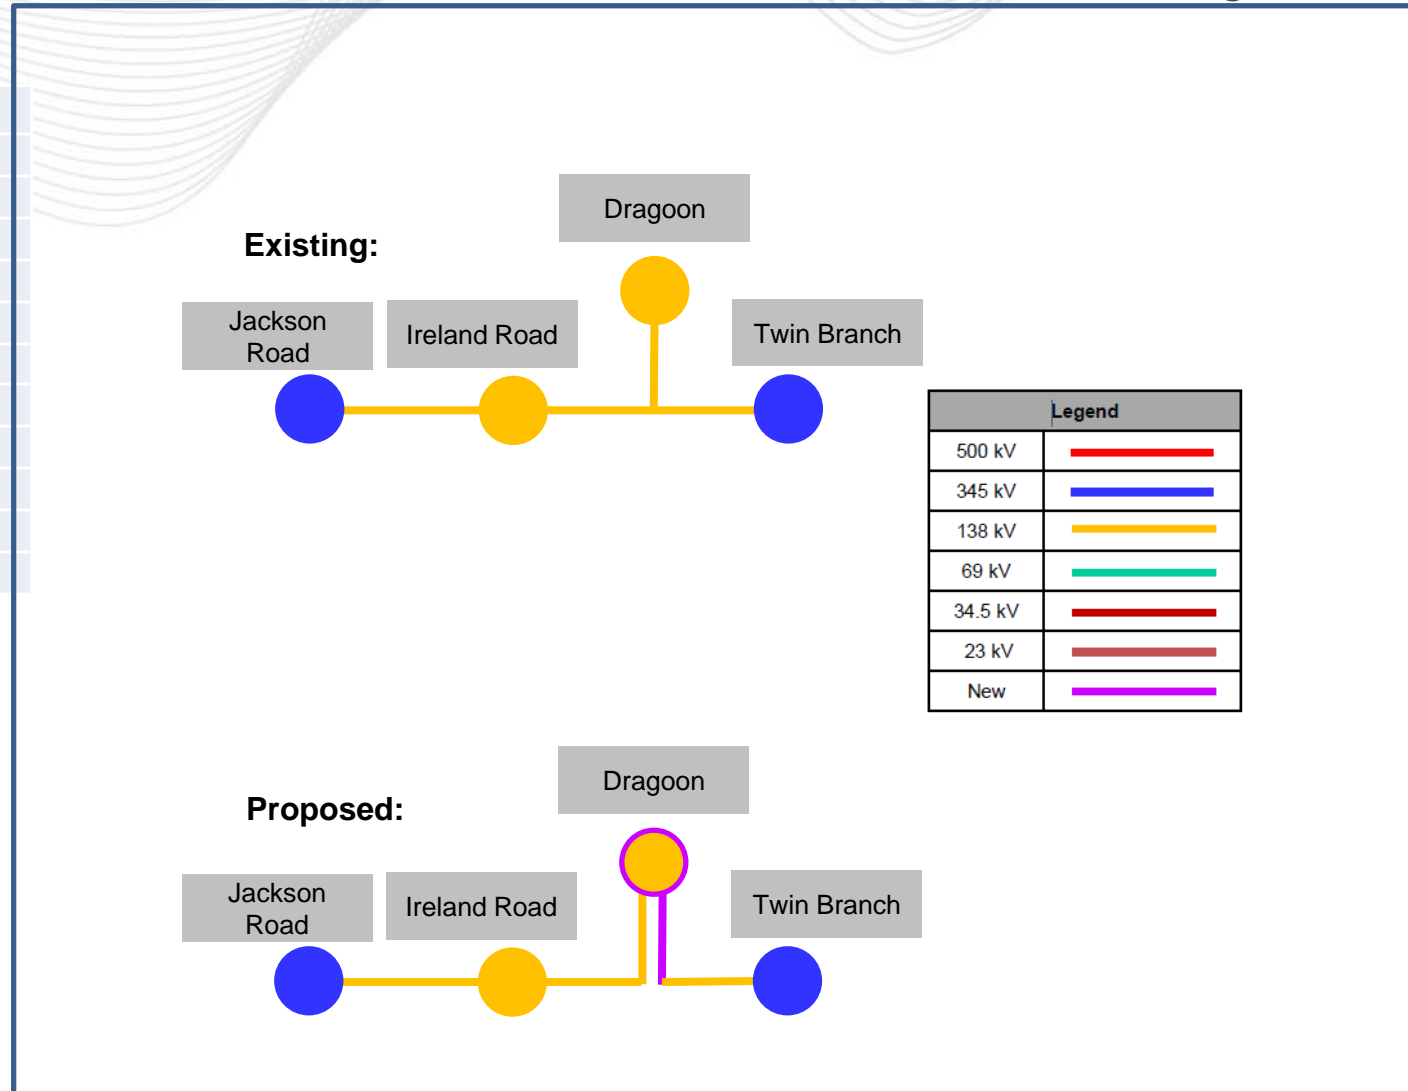 Existing:
Dragoon
Jackson
Road
Ireland Road
Twin Branch
Legend
500 kV
345 kV
138 kV
69 kV
34.5 kV
23 kV
New
Proposed:
Dragoon
Jackson
Road
Ireland Road
Twin Branch